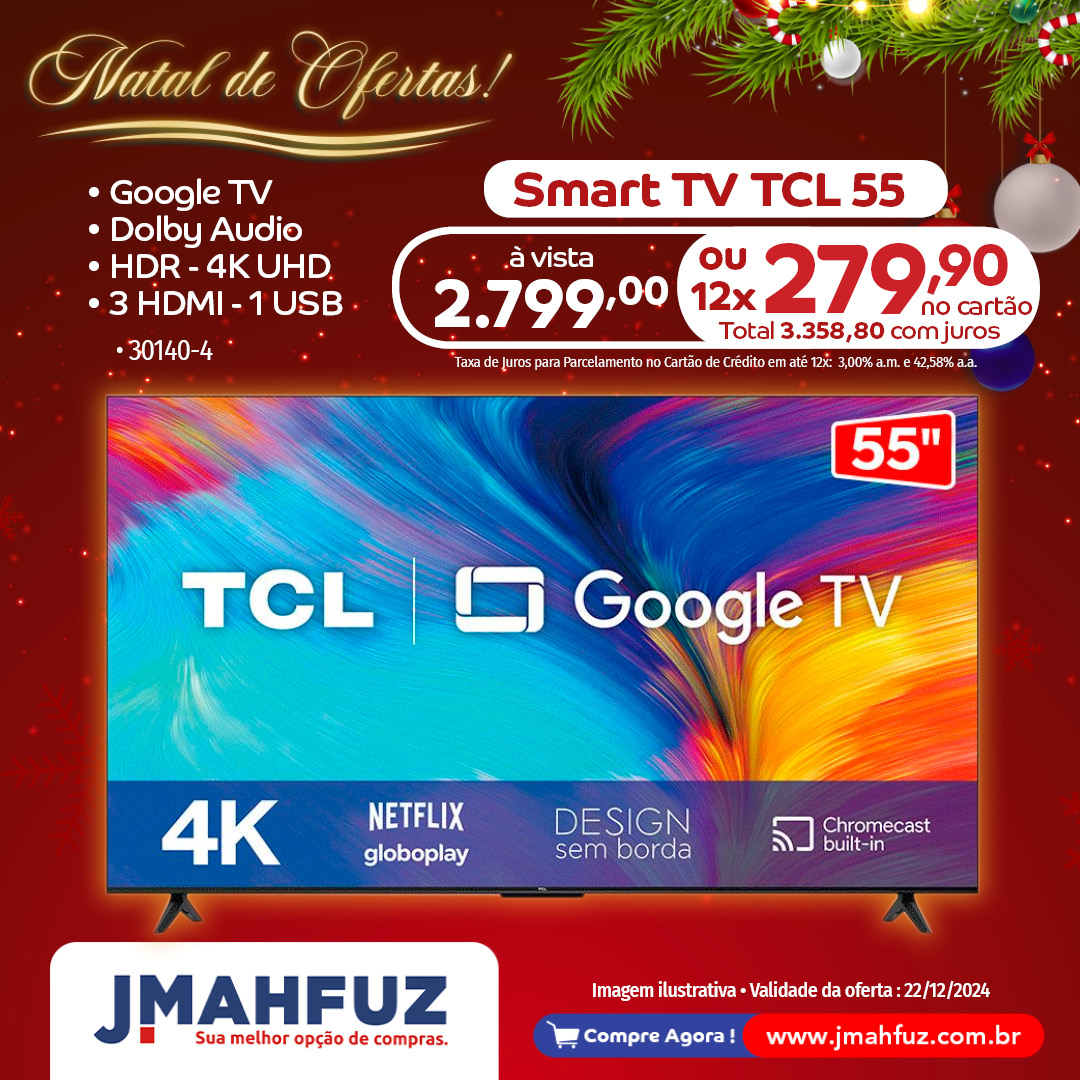 Natal de Ofertas!
• Google TV
• Dolby Audio
• HDR - 4K UHD
• 3 HDMI - 1 USB
• 30140-4
Smart TV TCL 55
à vista
2.799,00
ou
12x 279,90
no cartão
Total 3.358,80 com juros
Taxa de Juros para Parcelamento no Cartão de Crédito em até 12x: 3,00% a.m. e 42,58% a.a.
55"
TCL | Google TV
4K
NETFLIX
globoplay
DESIGN
sem borda
Chromecast
built-in
TCL
JMAHFUZ
Sua melhor opção de compras.
Imagem ilustrativa • Validade da oferta : 22/12/2024
Compre Agora !
www.jmahfuz.com.br